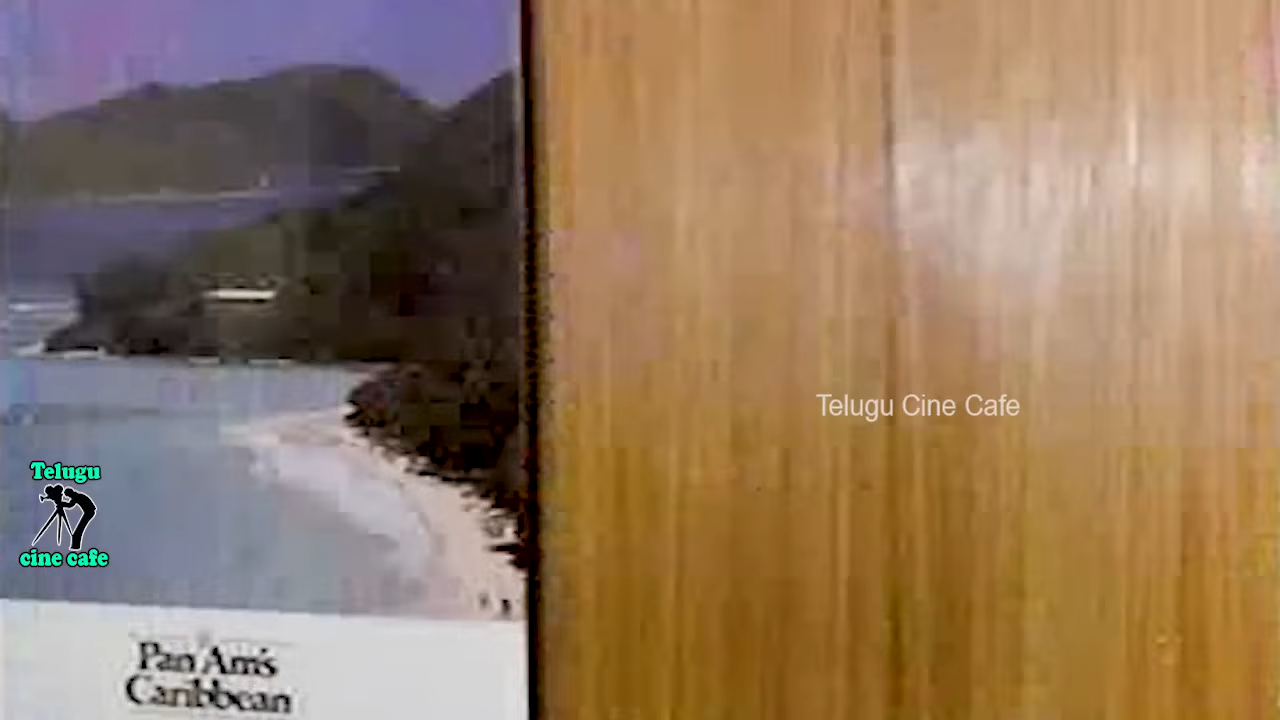 Telugu Cine Cafe
Telugu
cine cafe
Pan Am's
Caribbean